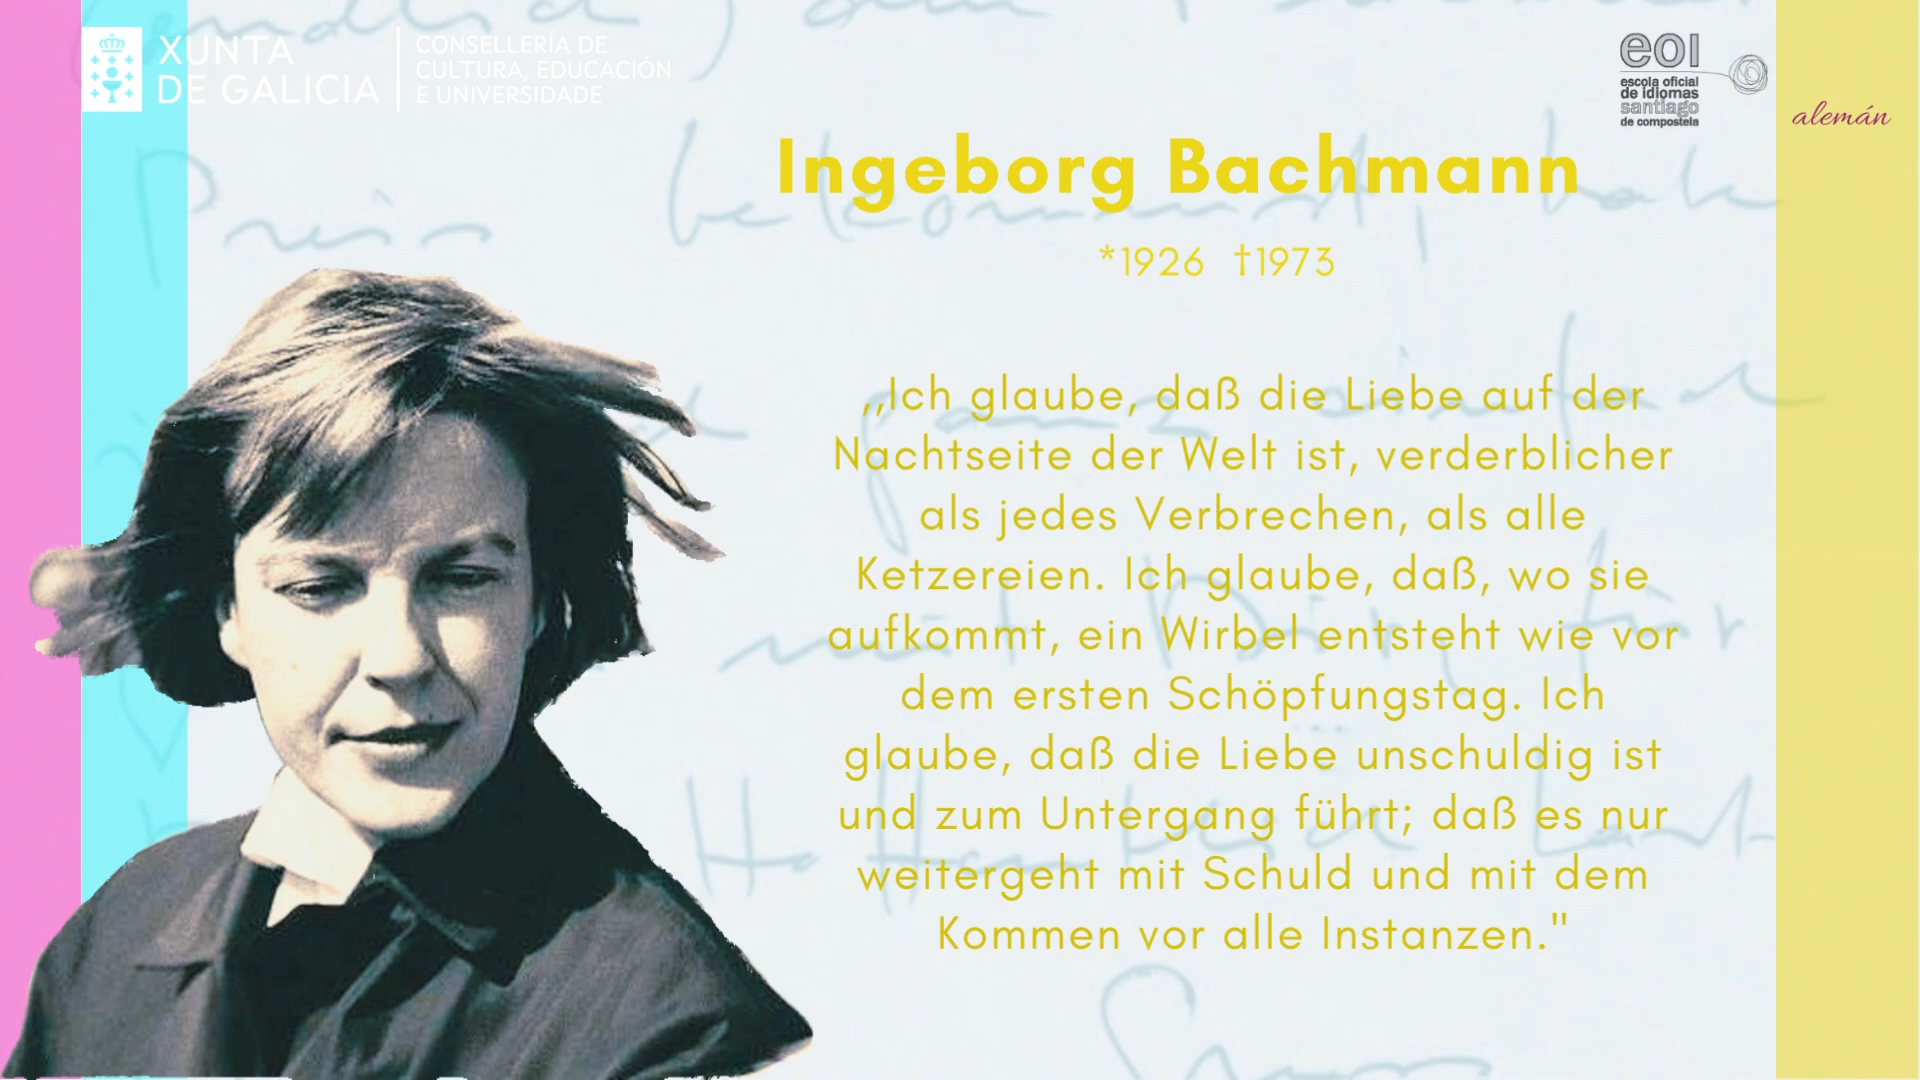 XUNTA
DE GALICIA
CONSELLERÍA DE
CULTURA, EDUCACIÓN
E UNIVERSIDADE
eoi
escola oficial
de idiomas
santiago
de compostela
alemán
Ingeborg Bachmann
*1926 †1973
,,Ich glaube, daß die Liebe auf der
Nachtseite der Welt ist, verderblicher
als jedes Verbrechen, als alle
Ketzereien. Ich glaube, daß, wo sie
aufkommt, ein Wirbel entsteht wie vor
dem ersten Schöpfungstag. Ich
glaube, daß die Liebe unschuldig ist
und zum Untergang führt; daß es nur
weitergeht mit Schuld und mit dem
Kommen vor alle Instanzen."